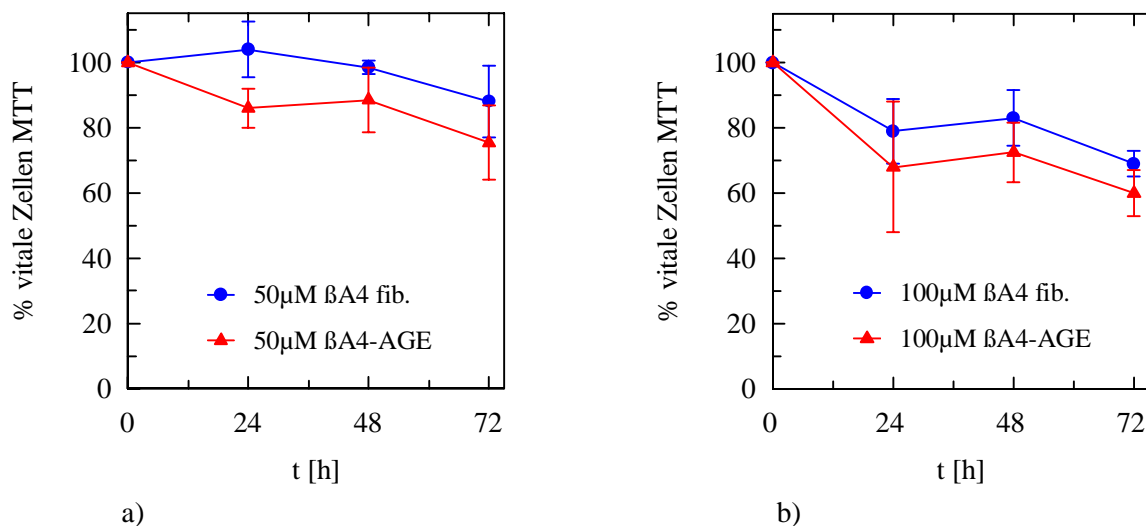 100
80
60
40
20
0
% vitale Zellen MTT
50µM ßA4 fib.
50µM ßA4-AGE
0 24 48 72
t [h]
a)
100
80
60
40
20
0
% vitale Zellen MTT
100µM ßA4 fib.
100µM ßA4-AGE
0 24 48 72
t [h]
b)